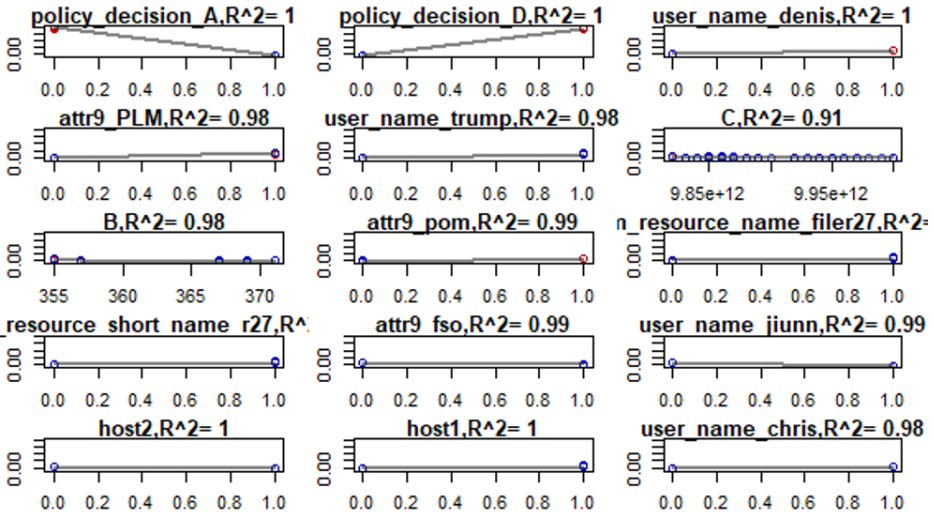 policy_decision_A,R^2= 1 policy_decision_D,R^2= 1 user_name_denis,R^2= 1
0.00 0.00 0.00
0.0 0.2 0.4 0.6 0.8 1.0 0.0 0.2 0.4 0.6 0.8 1.0 0.0 0.2 0.4 0.6 0.8 1.0
attr9_PLM,R^2= 0.98 user_name_trump,R^2= 0.98 C,R^2= 0.91
0.00 0.00 0.00
0.0 0.2 0.4 0.6 0.8 1.0 0.0 0.2 0.4 0.6 0.8 1.0 9.85e+12 9.95e+12
B,R^2= 0.98 attr9_pom,R^2= 0.99 n_resource_name_filer27,R^2=
0.00 0.00 0.00
355 360 365 370 0.0 0.2 0.4 0.6 0.8 1.0 0.0 0.2 0.4 0.6 0.8 1.0
_resource_short_name_r27,R^ attr9_fso,R^2= 0.99 user_name_jiunn,R^2= 0.99
0.00 0.00 0.00
0.0 0.2 0.4 0.6 0.8 1.0 0.0 0.2 0.4 0.6 0.8 1.0 0.0 0.2 0.4 0.6 0.8 1.0
host2,R^2= 1 host1,R^2= 1 user_name_chris,R^2= 0.98
0.00 0.00 0.00
0.0 0.2 0.4 0.6 0.8 1.0 0.0 0.2 0.4 0.6 0.8 1.0 0.0 0.2 0.4 0.6 0.8 1.0